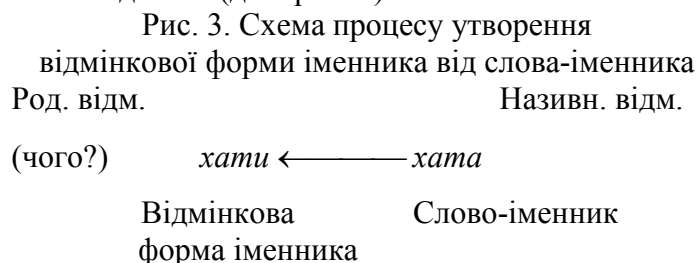 Рис. 3. Схема процесу утворення
відмінкової форми іменника від слова-іменника
Род. відм. Називн. відм.
(чого?) хати ← хата
Відмінкова Слово-іменник
форма іменника